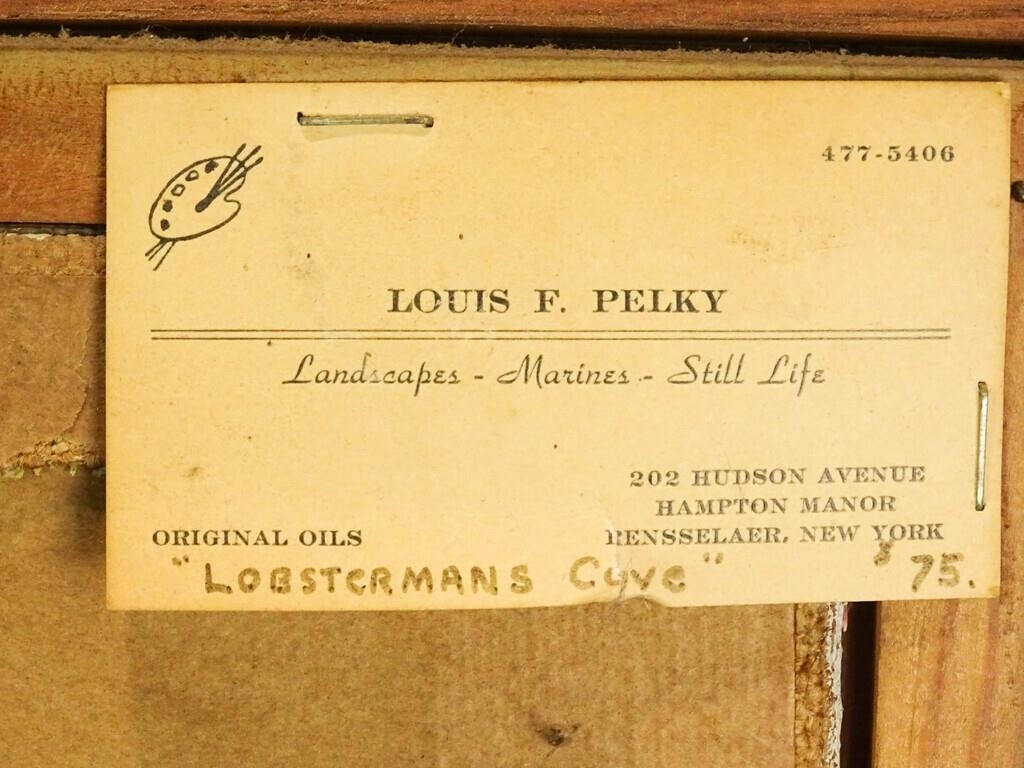 477-5406
LOUIS F. PELKY
Landscapes - Marines - Still Life
202 HUDSON AVENUE
HAMPTON MANOR
ORIGINAL OILS RENSSELAER, NEW YORK
"LOBSTERMANS COVE" $75.